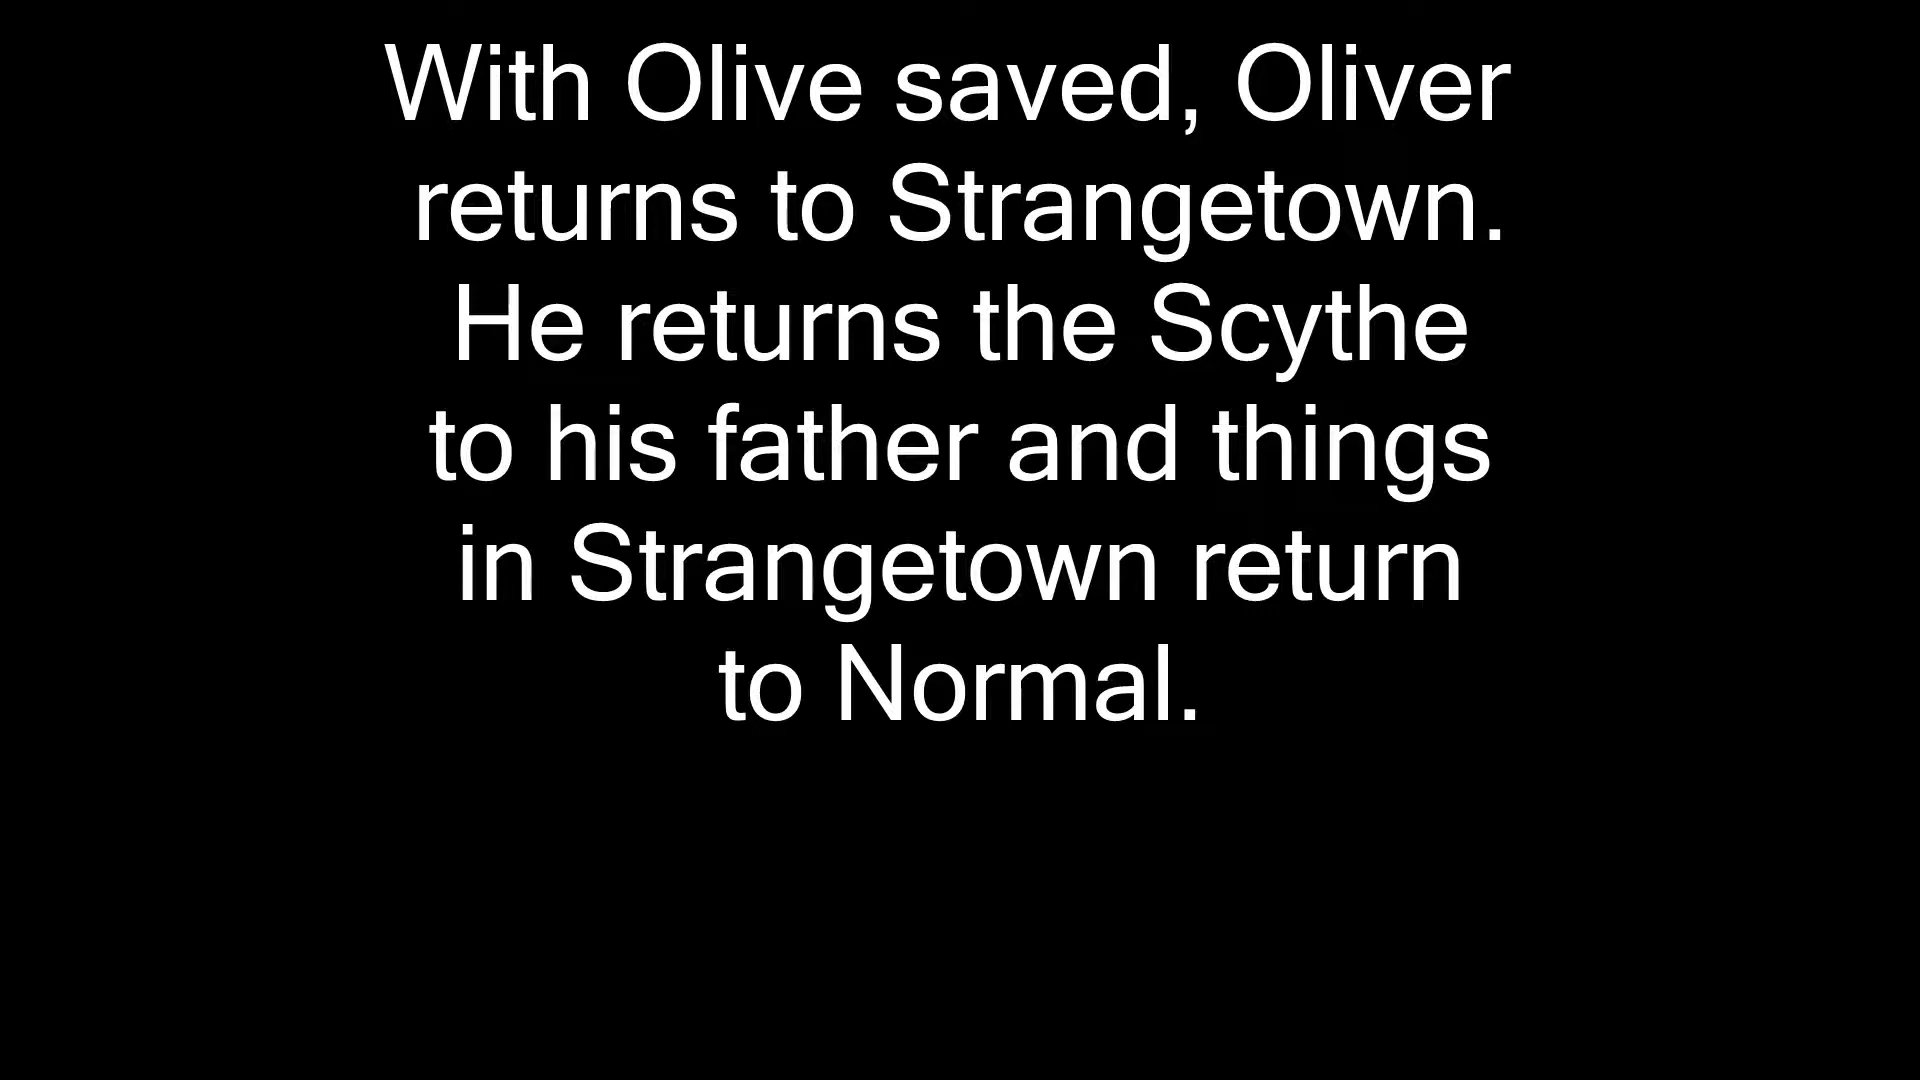 With Olive saved, Oliver
returns to Strangetown.
He returns the Scythe
to his father and things
in Strangetown return
to Normal.